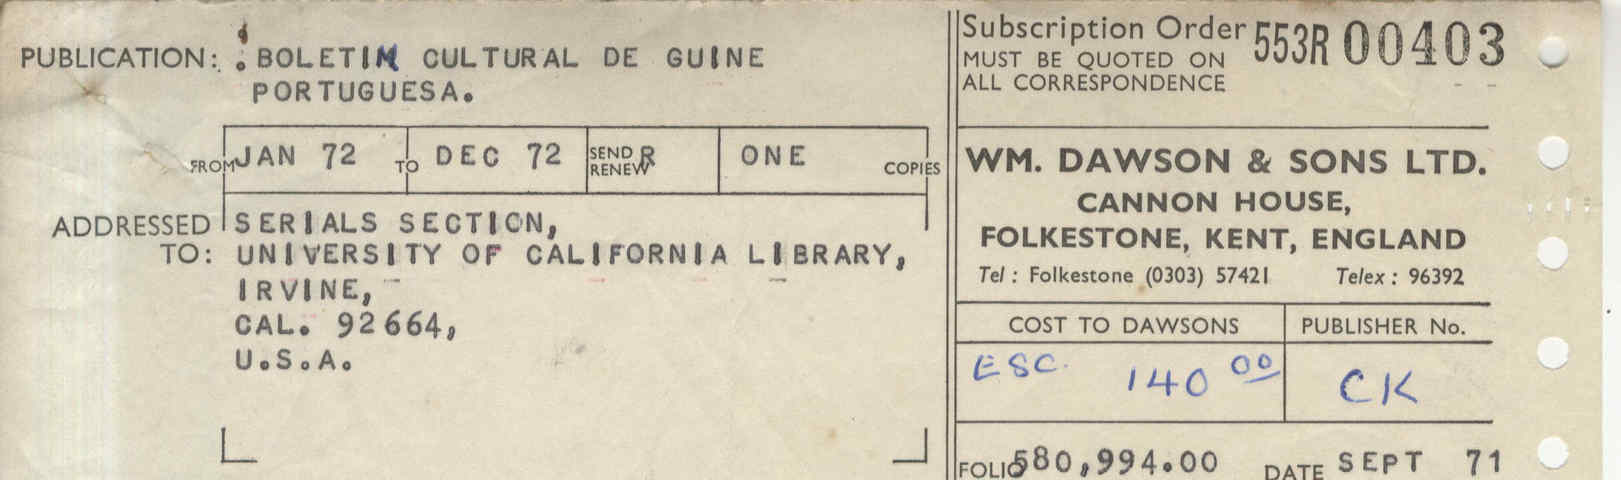 PUBLICATION: BOLETIM CULTURAL DE GUINE
PORTUGUESA.
FROM JAN 72 TO DEC 72 SEND R ONE COPIES
RENEW
ADDRESSED TO: SERIALS SECTION,
UNIVERSITY OF CALIFORNIA LIBRARY,
IRVINE,
CAL. 92664,
U.S.A.
Subscription Order 553R 00403
MUST BE QUOTED ON
ALL CORRESPONDENCE
WM. DAWSON & SONS LTD.
CANNON HOUSE,
FOLKESTONE, KENT, ENGLAND
Tel : Folkestone (0303) 57421 Telex : 96392
COST TO DAWSONS PUBLISHER No.
ESC. 140 00 CK
FOLIO 580,994.00 DATE SEPT 71